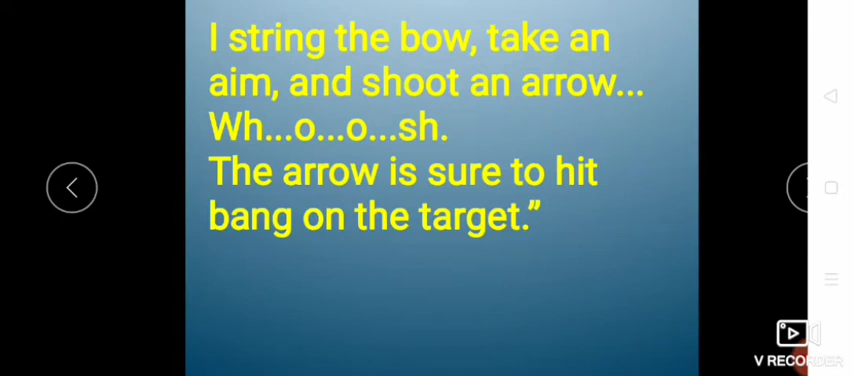 I string the bow, take an
aim, and shoot an arrow...
Wh...o...o...sh.
The arrow is sure to hit
bang on the target.”
V RECORDER